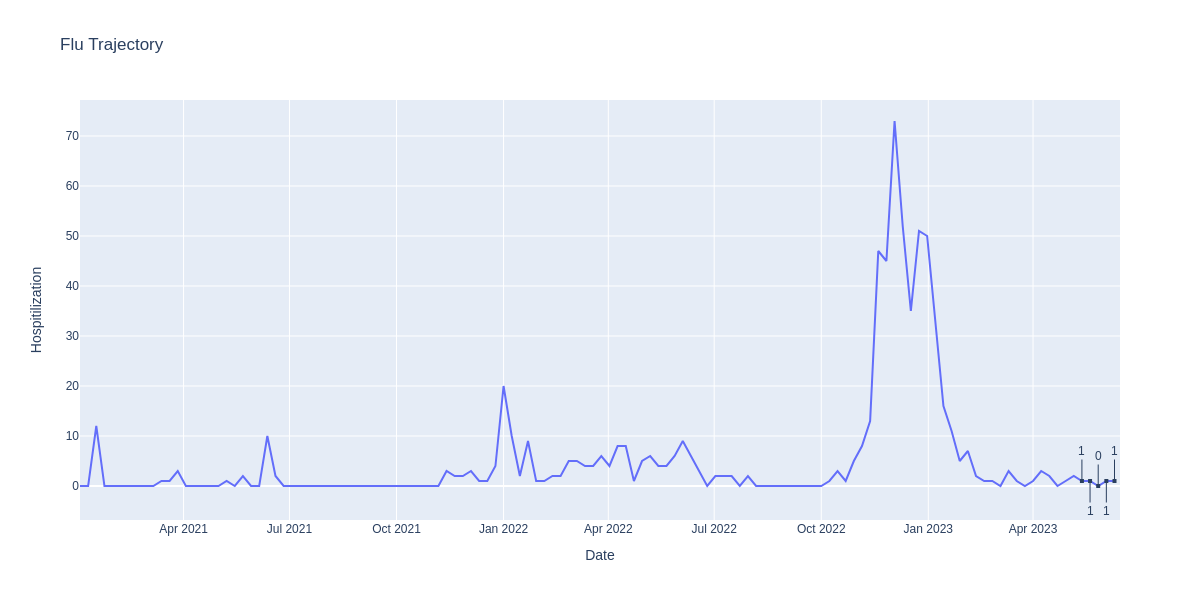 Flu Trajectory
Hospitilization
70
60
50
40
30
20
10
0
1
0
1
1
1
Apr 2021
Jul 2021
Oct 2021
Jan 2022
Apr 2022
Jul 2022
Oct 2022
Jan 2023
Apr 2023
Date